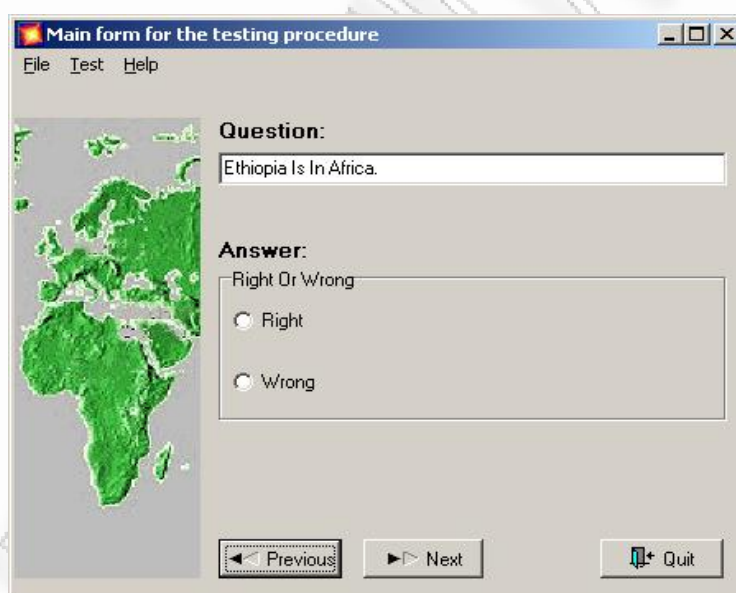 Main form for the testing procedure
File Test Help
Question:
Ethiopia Is In Africa.
Answer:
Right Or Wrong
Right
Wrong
Previous Next Quit